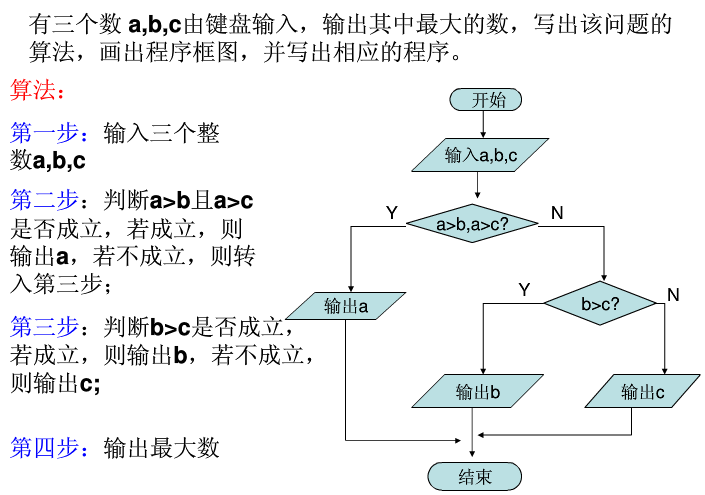 有三个数 a,b,c由键盘输入，输出其中最大的数，写出该问题的
算法，画出程序框图，并写出相应的程序。
算法：
第一步：输入三个整
数a,b,c
第二步：判断a>b且a>c
是否成立，若成立，则
输出a，若不成立，则转
入第三步；
第三步：判断b>c是否成立，
若成立，则输出b，若不成立，
则输出c;
第四步：输出最大数
开始
输入a,b,c
Y
a>b,a>c?
N
输出a
Y
b>c?
N
输出b
输出c
结束